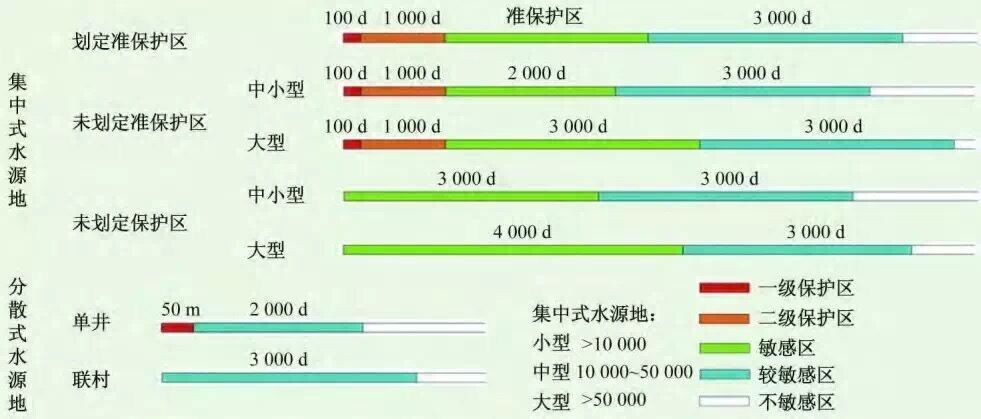 集中式水源地
划定准保护区
100 d 1 000 d 准保护区 3 000 d
未划定准保护区
中小型
100 d 1 000 d 2 000 d 3 000 d
大型
100 d 1 000 d 3 000 d 3 000 d
未划定保护区
中小型
3 000 d 3 000 d
大型
4 000 d 3 000 d
分散式水源地
单井
50 m 2 000 d
联村
3 000 d
集中式水源地：
小型 >10 000
中型 10 000~50 000
大型 >50 000
一级保护区
二级保护区
敏感区
较敏感区
不敏感区